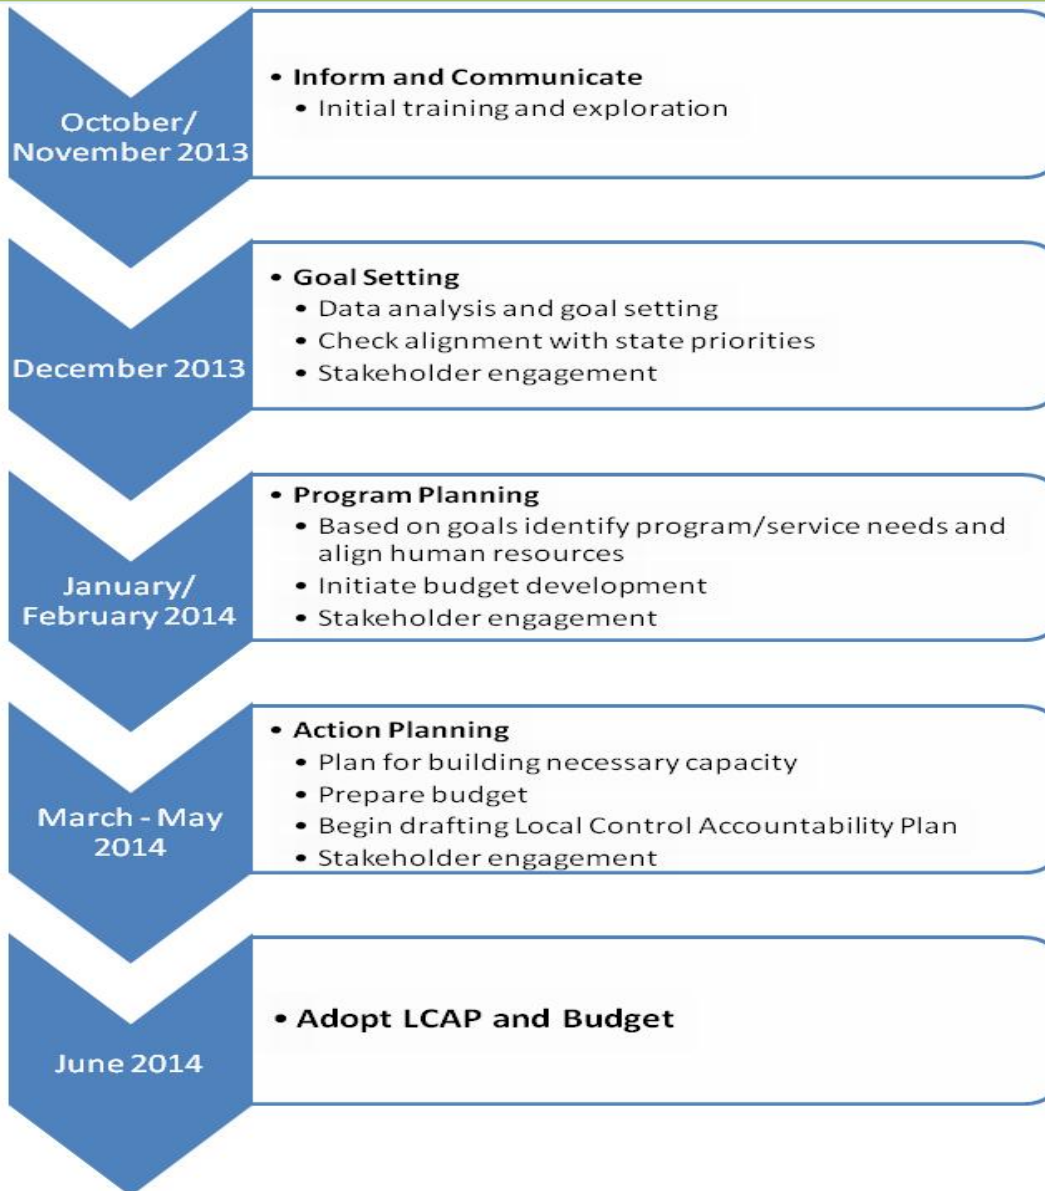 October/
November 2013
• Inform and Communicate
• Initial training and exploration
December 2013
• Goal Setting
• Data analysis and goal setting
• Check alignment with state priorities
• Stakeholder engagement
January/
February 2014
• Program Planning
• Based on goals identify program/service needs and
align human resources
• Initiate budget development
• Stakeholder engagement
March - May
2014
• Action Planning
• Plan for building necessary capacity
• Prepare budget
• Begin drafting Local Control Accountability Plan
• Stakeholder engagement
June 2014
• Adopt LCAP and Budget